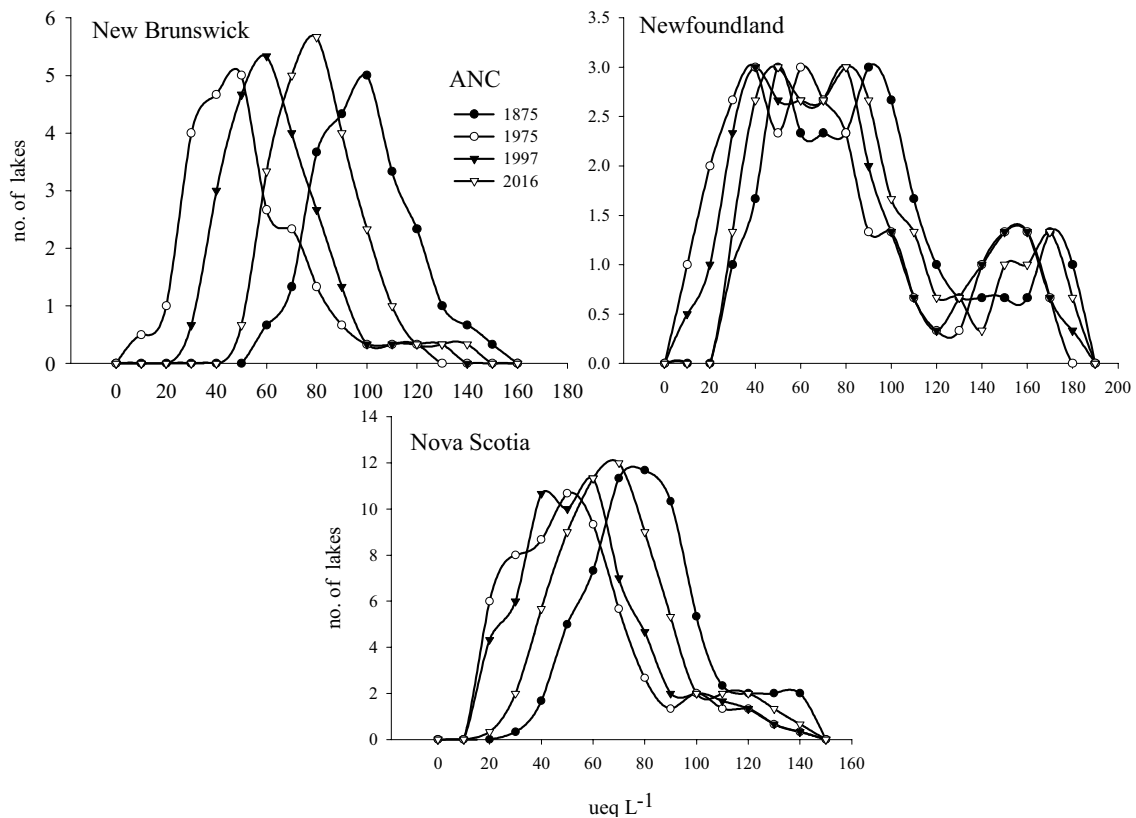 New Brunswick
no. of lakes
6
5
4
3
2
1
0
0 20 40 60 80 100 120 140 160 180
ANC
1875
1975
1997
2016
Newfoundland
3.5
3.0
2.5
2.0
1.5
1.0
0.5
0.0
0 20 40 60 80 100 120 140 160 180 200
Nova Scotia
no. of lakes
14
12
10
8
6
4
2
0
0 20 40 60 80 100 120 140 160
ueq L-1